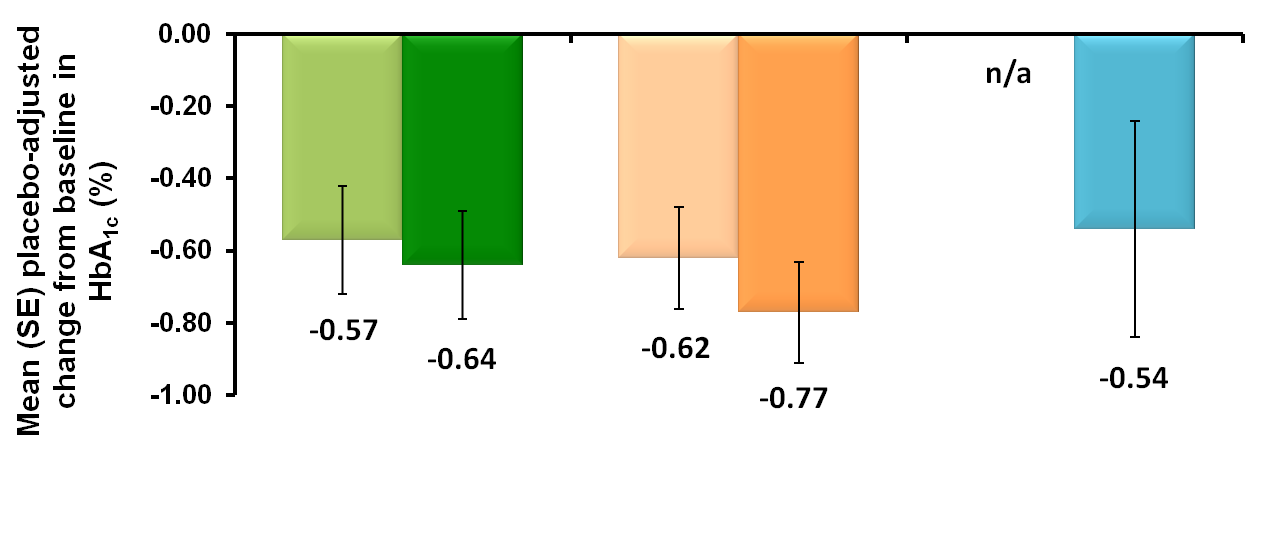 Mean (SE) placebo-adjusted
change from baseline in
HbA1c (%)
0.00
-0.20
-0.40
-0.60
-0.80
-1.00
n/a
-0.57
-0.64
-0.62
-0.77
-0.54